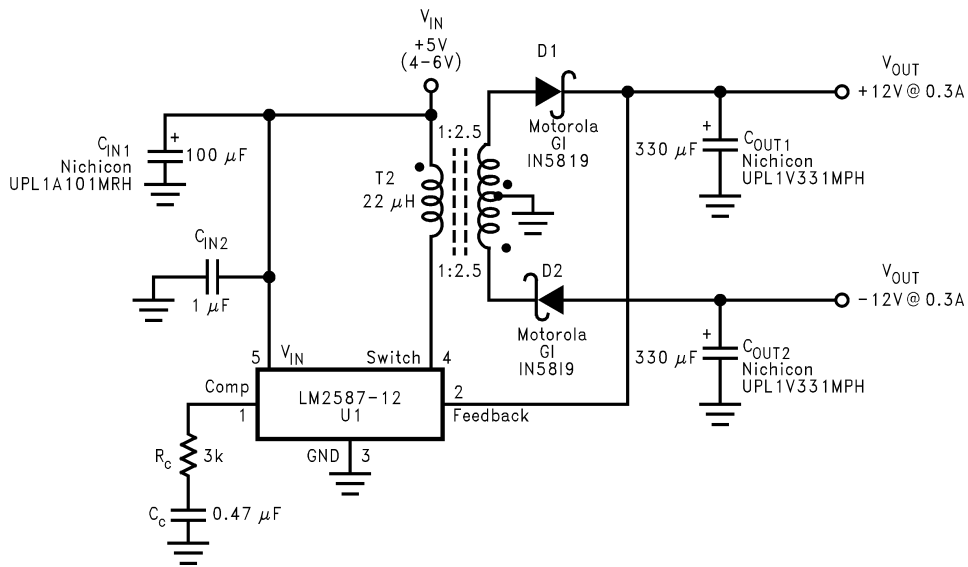 V_IN
+5V
(4–6V)
D1
V_OUT
+12V@ 0.3A
Motorola
GI
IN5819
C_IN1
Nichicon
UPL1A101MRH
+
100 μF
1:2.5
T2
22 μH
+
330 μF
C_OUT1
Nichicon
UPL1V331MPH
C_IN2
1 μF
1:2.5
D2
V_OUT
–12V@ 0.3A
Motorola
GI
IN58I9
+
330 μF
C_OUT2
Nichicon
UPL1V331MPH
5
V_IN
Switch
4
Comp
1
LM2587-12
U1
2
Feedback
GND
3
R_c
3k
C_c
0.47 μF